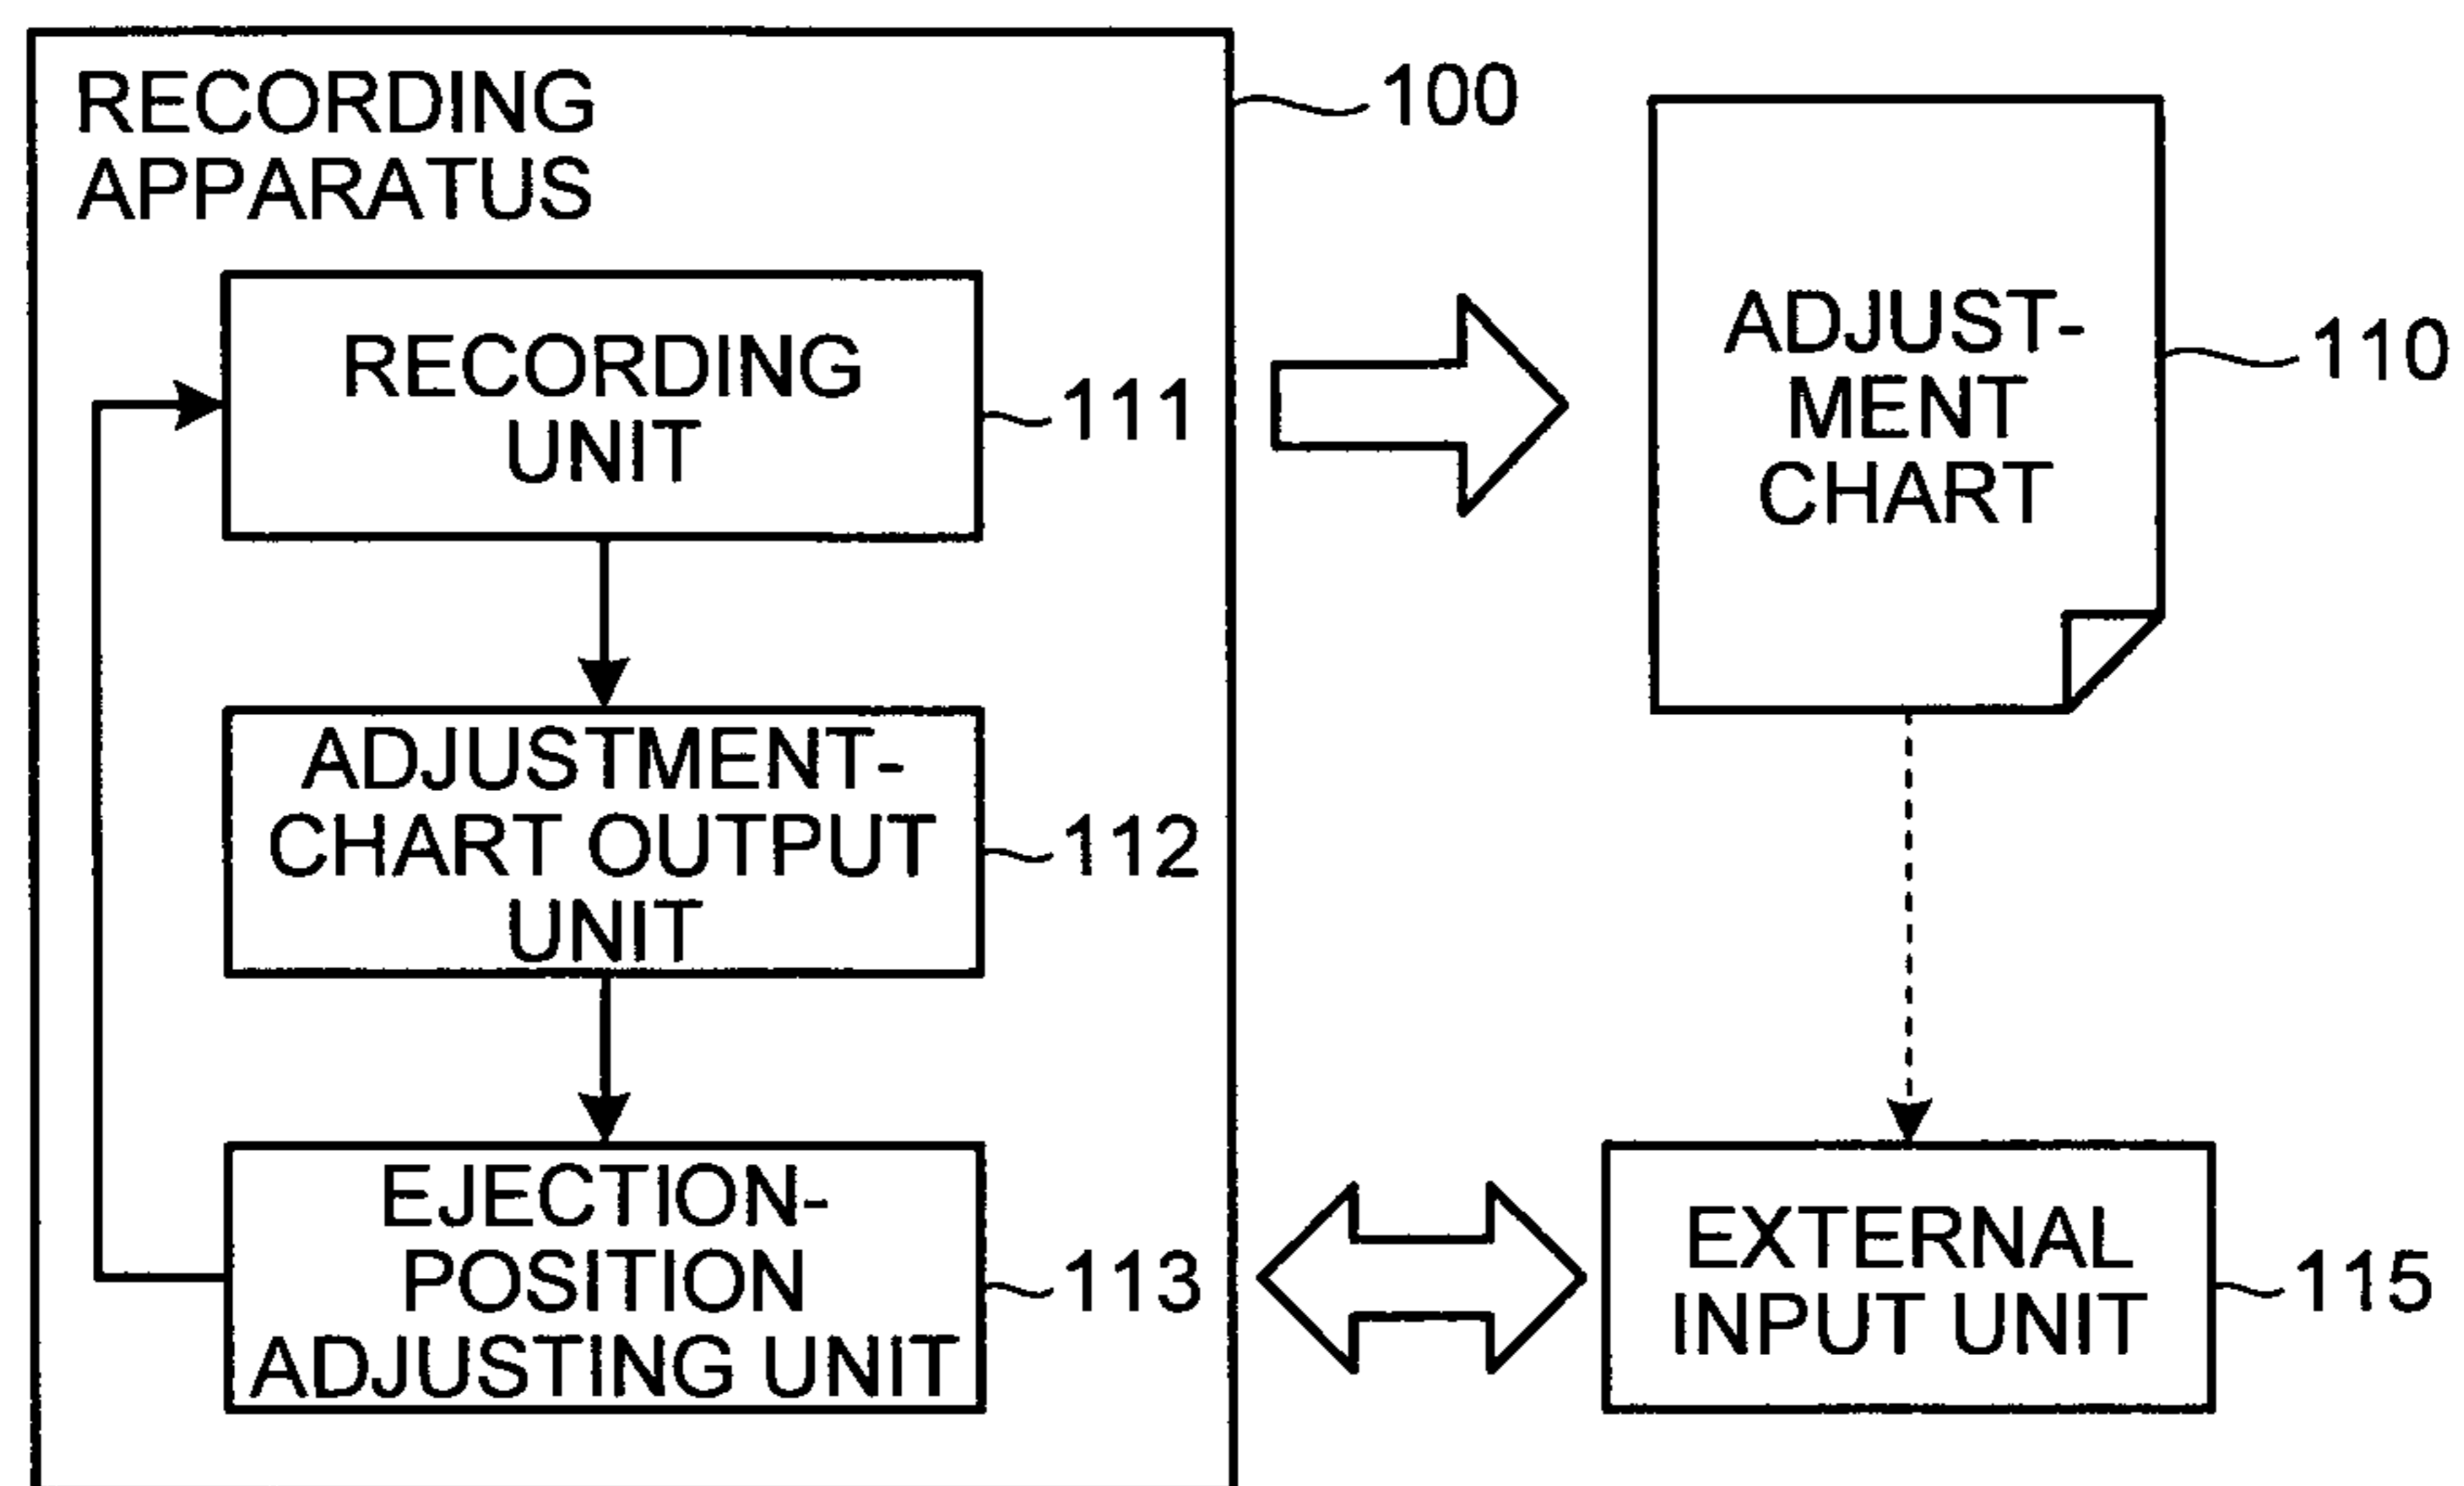 RECORDING
APPARATUS
100
RECORDING
UNIT
111
ADJUSTMENT-
CHART OUTPUT
UNIT
112
EJECTION-
POSITION
ADJUSTING UNIT
113
ADJUST-
MENT
CHART
110
EXTERNAL
INPUT UNIT
115